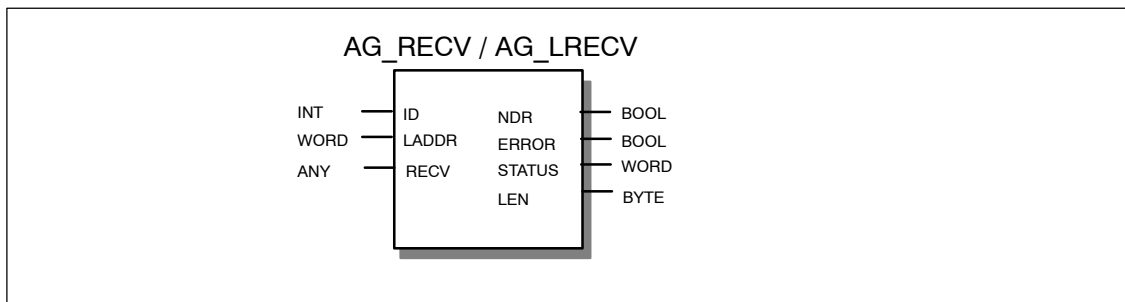 AG_RECV / AG_LRECV
INT ID NDR BOOL
WORD LADDR ERROR BOOL
ANY RECV STATUS WORD
LEN BYTE